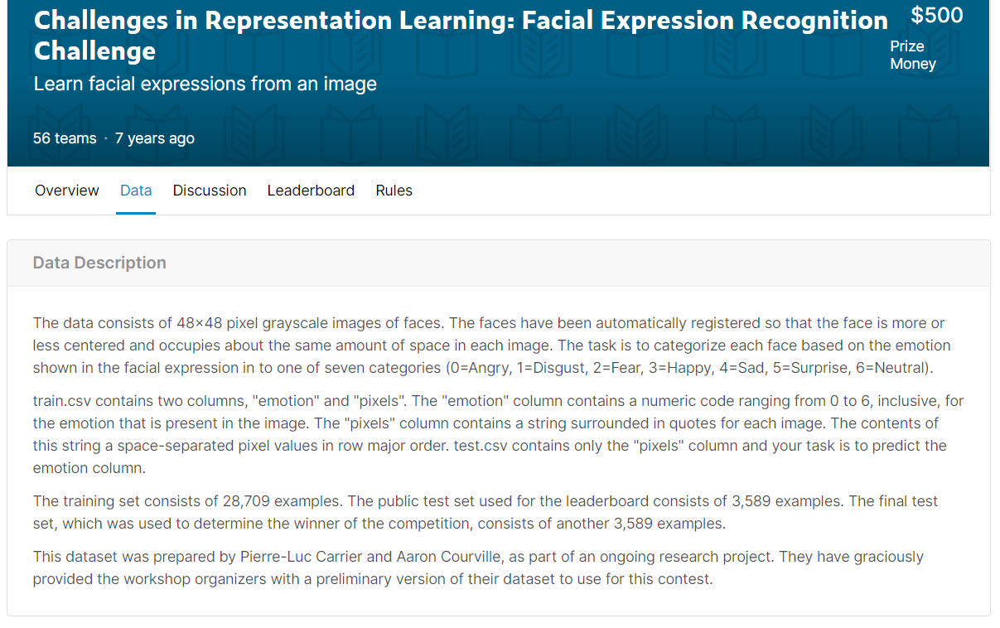 Challenges in Representation Learning: Facial Expression Recognition
Challenge
$500
Prize
Money
Learn facial expressions from an image
56 teams · 7 years ago
Overview Data Discussion Leaderboard Rules
Data Description
The data consists of 48×48 pixel grayscale images of faces. The faces have been automatically registered so that the face is more or
less centered and occupies about the same amount of space in each image. The task is to categorize each face based on the emotion
shown in the facial expression in to one of seven categories (0=Angry, 1=Disgust, 2=Fear, 3=Happy, 4=Sad, 5=Surprise, 6=Neutral).
train.csv contains two columns, "emotion" and "pixels". The "emotion" column contains a numeric code ranging from 0 to 6, inclusive, for
the emotion that is present in the image. The "pixels" column contains a string surrounded in quotes for each image. The contents of
this string a space-separated pixel values in row major order. test.csv contains only the "pixels" column and your task is to predict the
emotion column.
The training set consists of 28,709 examples. The public test set used for the leaderboard consists of 3,589 examples. The final test
set, which was used to determine the winner of the competition, consists of another 3,589 examples.
This dataset was prepared by Pierre-Luc Carrier and Aaron Courville, as part of an ongoing research project. They have graciously
provided the workshop organizers with a preliminary version of their dataset to use for this contest.